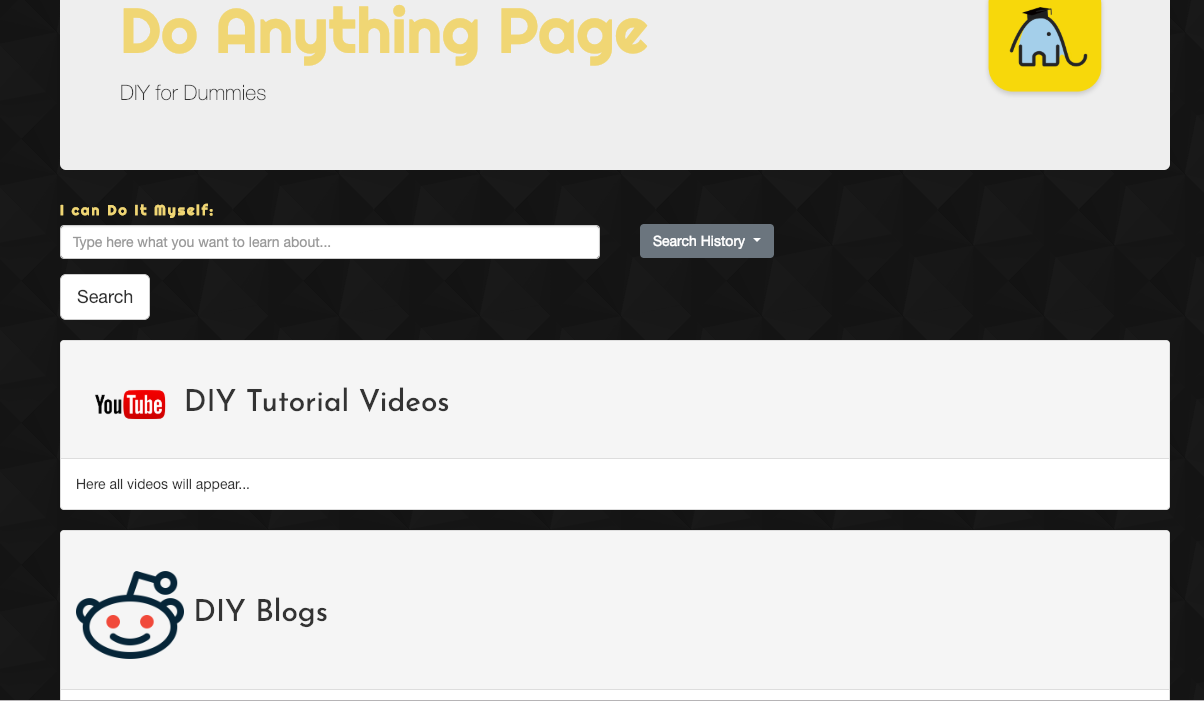 Do Anything Page
DIY for Dummies
I can Do It Myself:
Type here what you want to learn about...
Search History
Search
YouTube
DIY Tutorial Videos
Here all videos will appear...
DIY Blogs